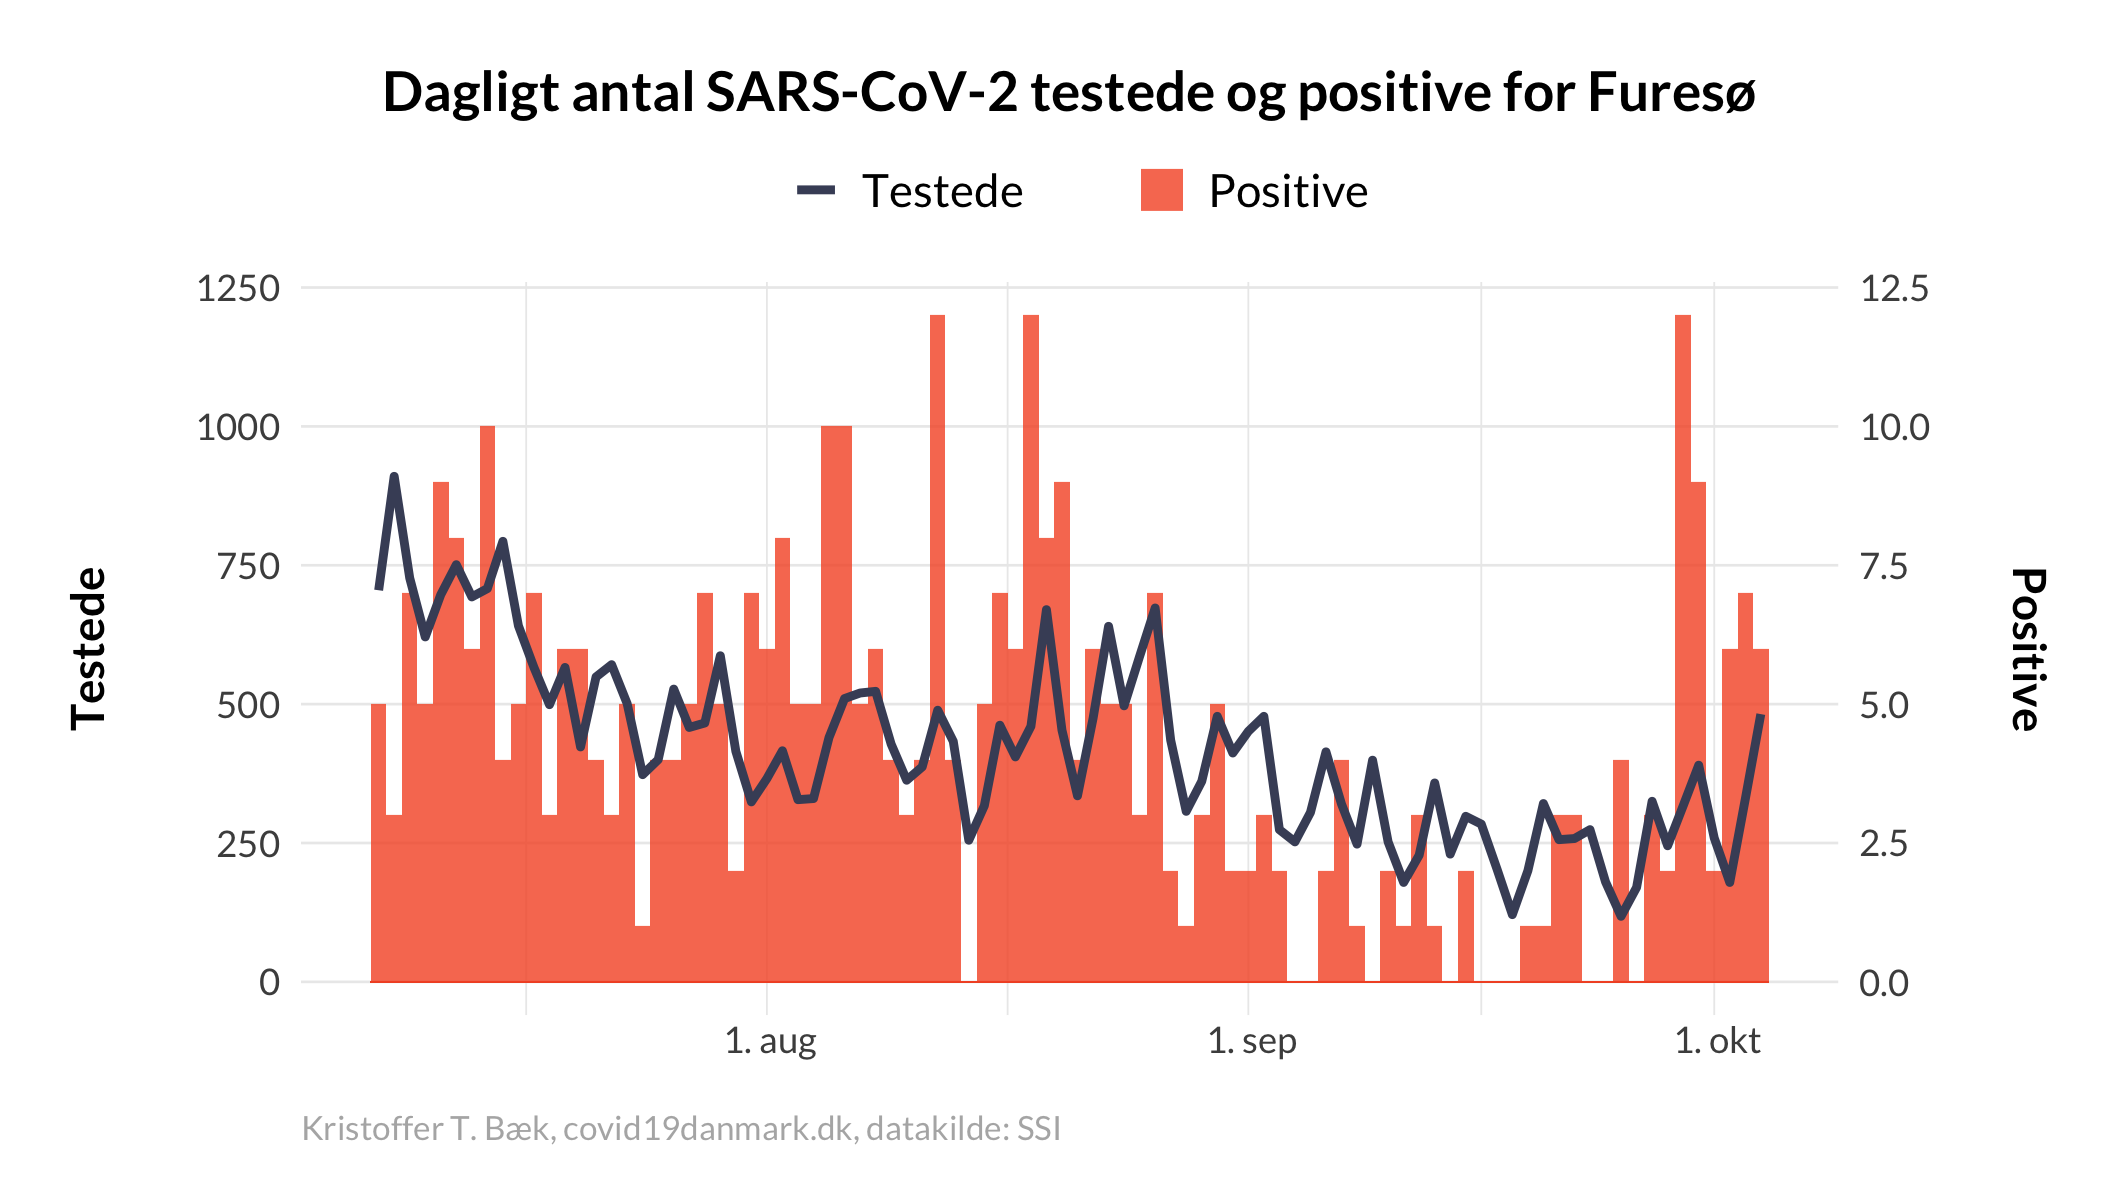 Dagligt antal SARS-CoV-2 testede og positive for Furesø
Testede Positive
1250 12.5
1000 10.0
750 7.5
500 5.0
250 2.5
0 0.0
Testede
Positive
1. aug 1. sep 1. okt
Kristoffer T. Bæk, covid19danmark.dk, datakilde: SSI